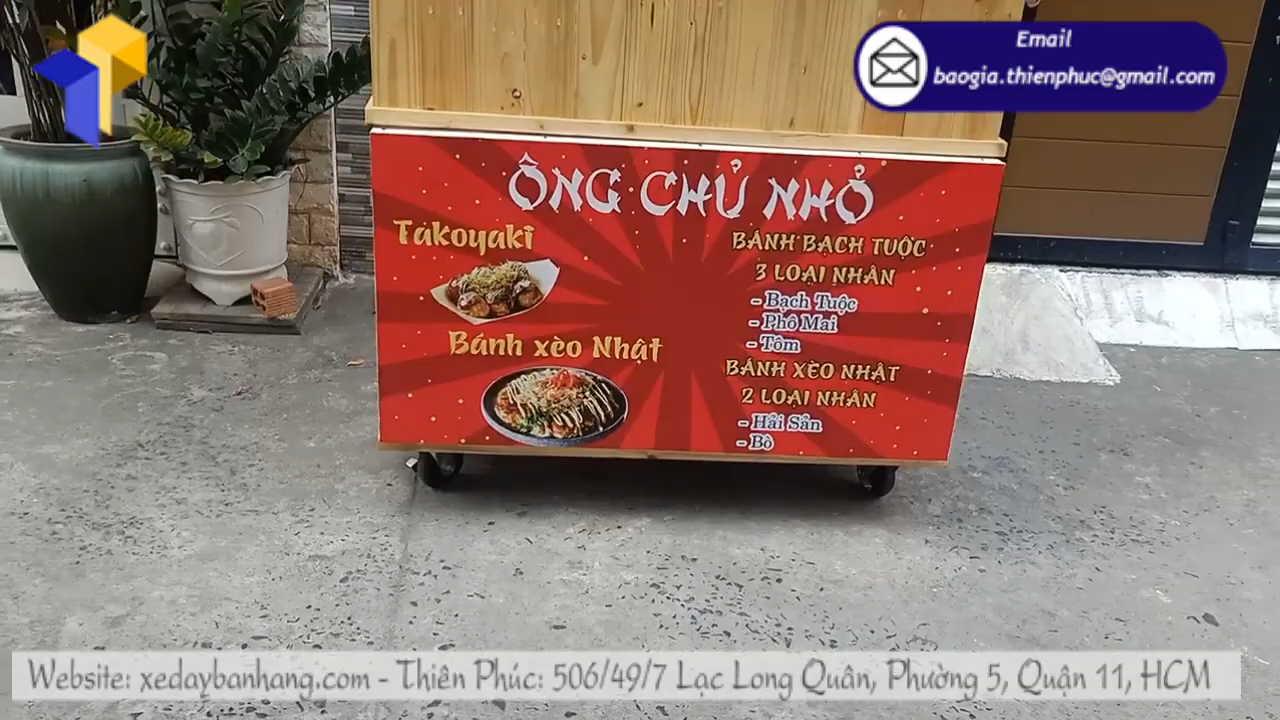 Email
baogia.thienphuc@gmail.com
ÔNG CHỦ NHỎ
Takoyaki
Bánh xèo Nhật
BÁNH BẠCH TUỘC
3 LOẠI NHÂN
- Bạch Tuộc
- Phô Mai
- Tôm
BÁNH XÈO NHẬT
2 LOẠI NHÂN
- Hải Sản
- Bò
Website: xedaybanhang.com - Thiên Phúc: 506/49/7 Lạc Long Quân, Phường 5, Quận 11, HCM